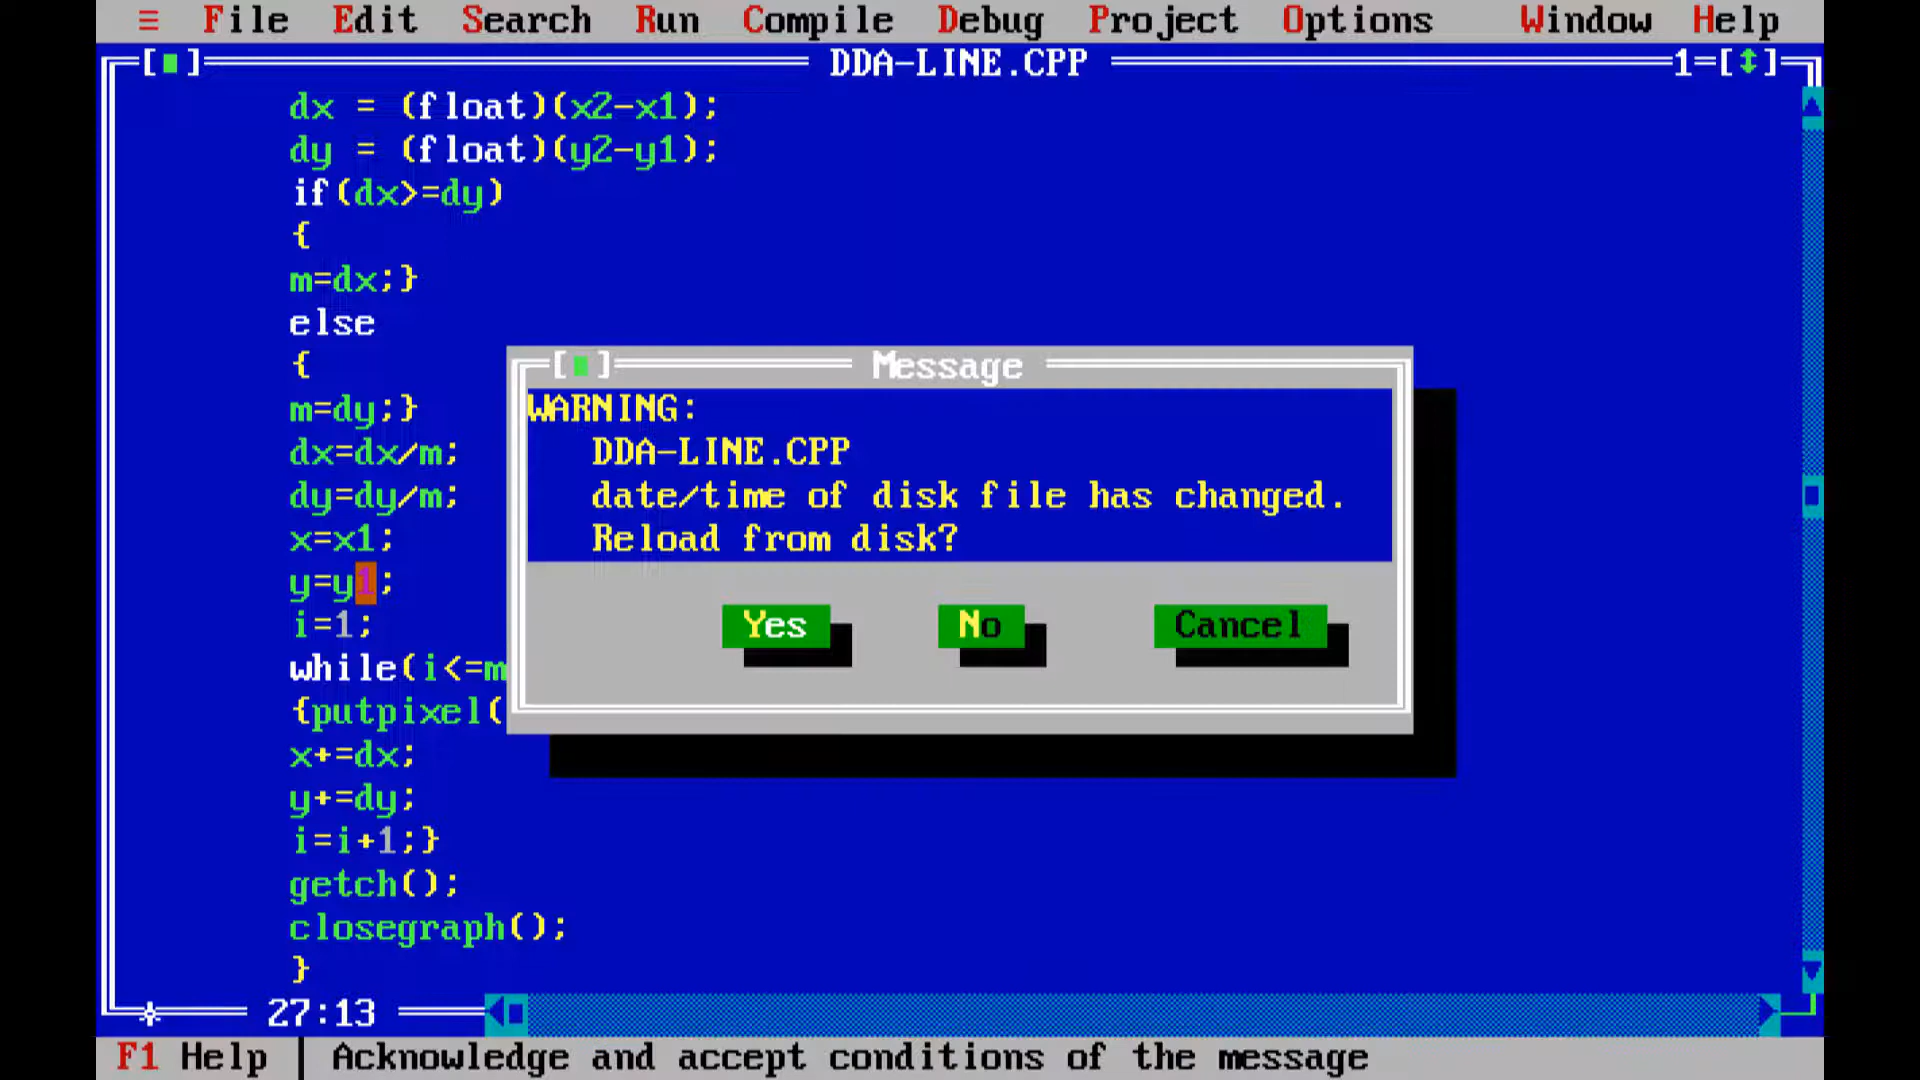 ≡ File Edit Search Run Compile Debug Project Options Window Help
[■] DDA-LINE.CPP 1=[↕]
dx = (float)(x2-x1);
dy = (float)(y2-y1);
if(dx>=dy)
{
m=dx;}
else
{
m=dy;}
dx=dx/m;
dy=dy/m;
x=x1;
y=y1;
i=1;
while(i<=m
{putpixel(
x+=dx;
y+=dy;
i=i+1;}
getch();
closegraph();
}
[■] Message
WARNING:
DDA-LINE.CPP
date/time of disk file has changed.
Reload from disk?
Yes No Cancel
27:13
F1 Help | Acknowledge and accept conditions of the message